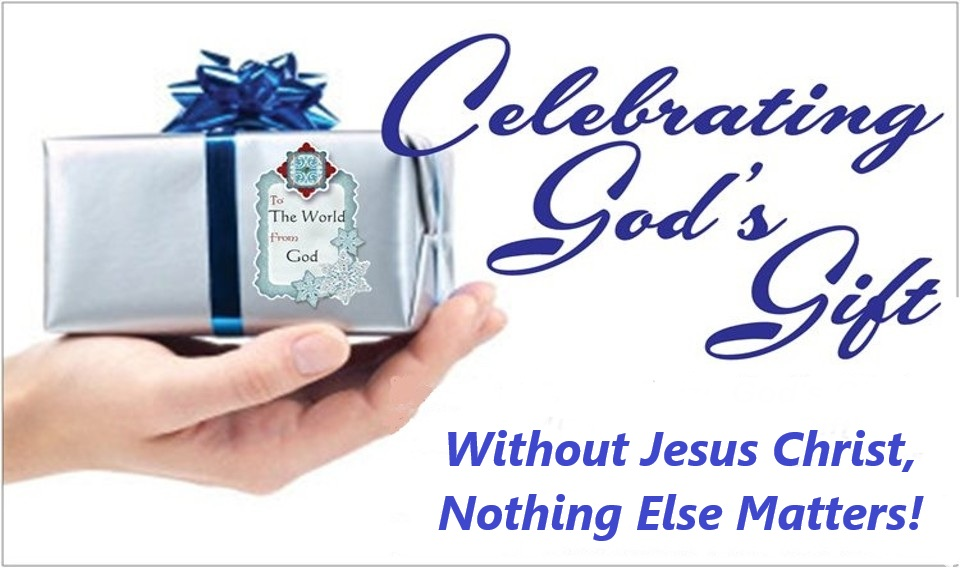 Celebrating
God's
Gift
To
The World
From
God
Without Jesus Christ,
Nothing Else Matters!